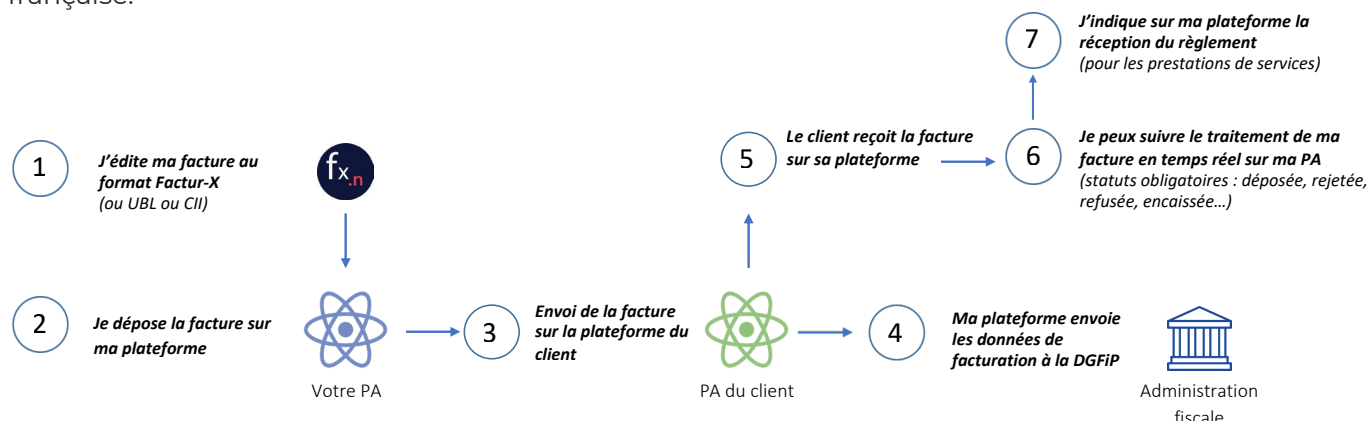 française.
1
J’édite ma facture au
format Factur-X
(ou UBL ou CII)
fx.n
2
Je dépose la facture sur
ma plateforme
Votre PA
3
Envoi de la facture
sur la plateforme du
client
PA du client
4
Ma plateforme envoie
les données de
facturation à la DGFiP
Administration
fiscale
5
Le client reçoit la facture
sur sa plateforme
6
Je peux suivre le traitement de ma
facture en temps réel sur ma PA
(statuts obligatoires : déposée, rejetée,
refusée, encaissée…)
7
J’indique sur ma plateforme la
réception du règlement
(pour les prestations de services)